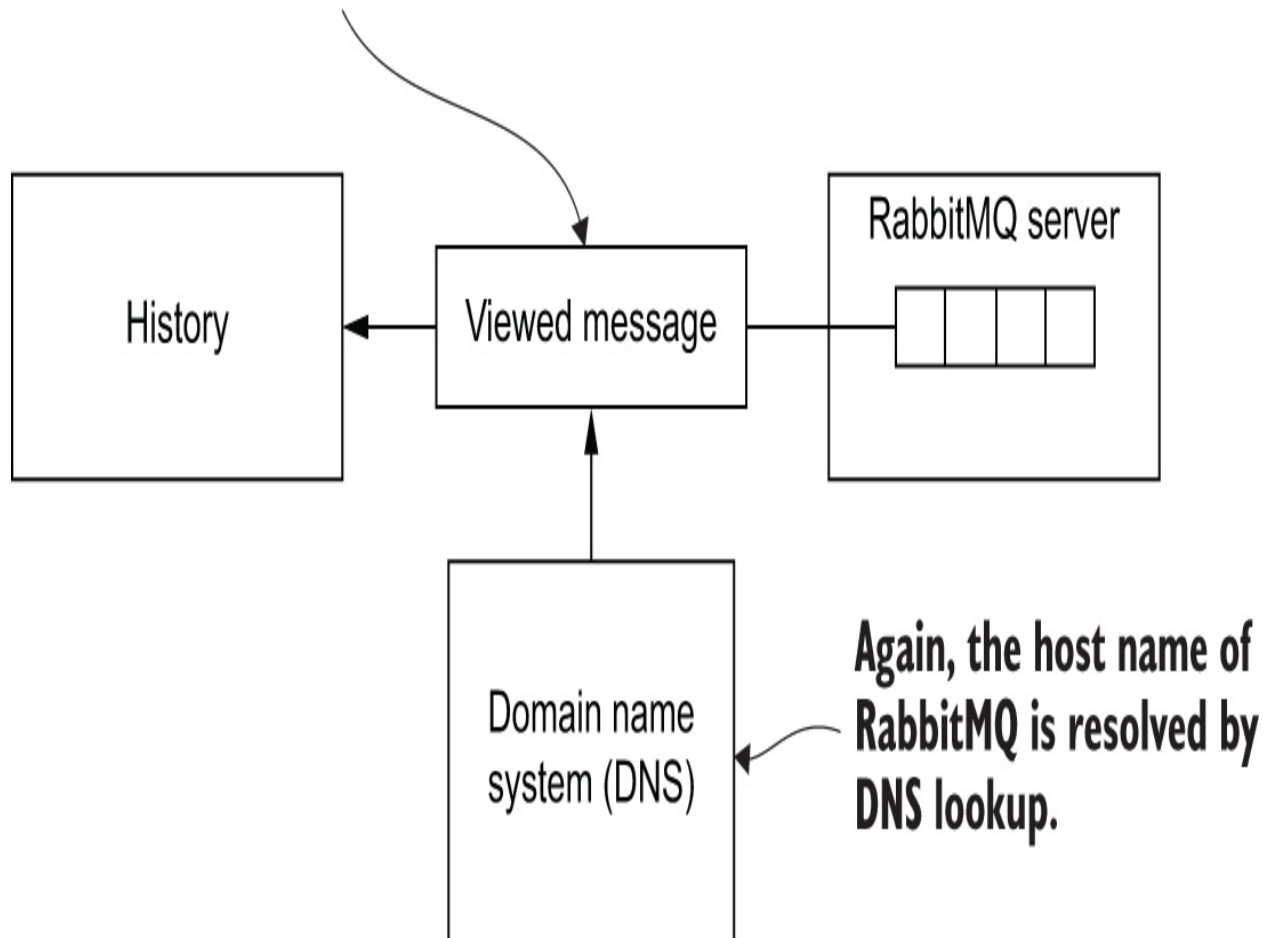 RabbitMQ server
History
Viewed message
Domain name
system (DNS)
Again, the host name of
RabbitMQ is resolved by
DNS lookup.